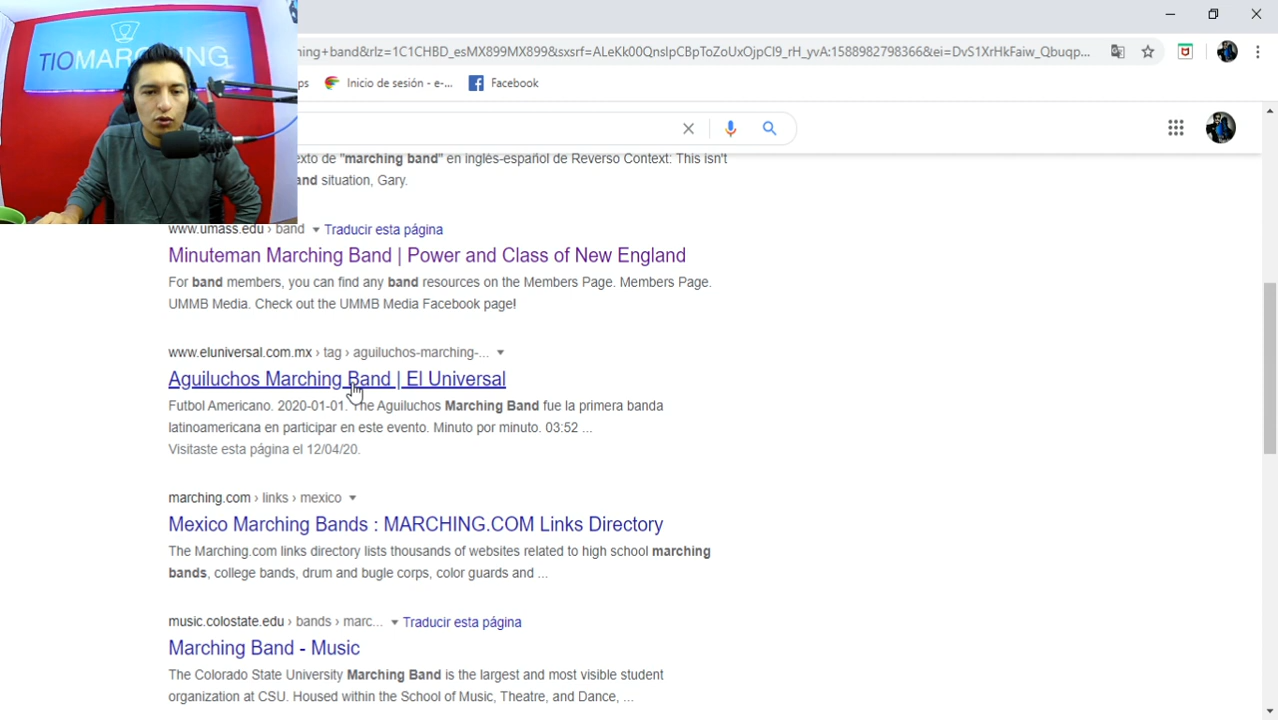 TIOMARCHING
ning+band&rlz=1C1CHBD_esMX899MX899&sxsrf=ALeKk00QnslpCBpToZoUxOjpCI9_rH_yvA:1588982798366&ei=DvS1XrHkFaiw_Qbuqp...
ps Inicio de sesión - e-... Facebook
exto de "marching band" en inglés-español de Reverso Context: This isn't
and situation, Gary.
www.umass.edu › band Traducir esta página
Minuteman Marching Band | Power and Class of New England
For band members, you can find any band resources on the Members Page. Members Page.
UMMB Media. Check out the UMMB Media Facebook page!
www.eluniversal.com.mx › tag › aguiluchos-marching-...
Aguiluchos Marching Band | El Universal
Futbol Americano. 2020-01-01. The Aguiluchos Marching Band fue la primera banda
latinoamericana en participar en este evento. Minuto por minuto. 03:52 ...
Visitaste esta página el 12/04/20.
marching.com › links › mexico
Mexico Marching Bands : MARCHING.COM Links Directory
The Marching.com links directory lists thousands of websites related to high school marching
bands, college bands, drum and bugle corps, color guards and ...
music.colostate.edu › bands › marc... Traducir esta página
Marching Band - Music
The Colorado State University Marching Band is the largest and most visible student
organization at CSU. Housed within the School of Music, Theatre, and Dance, ...